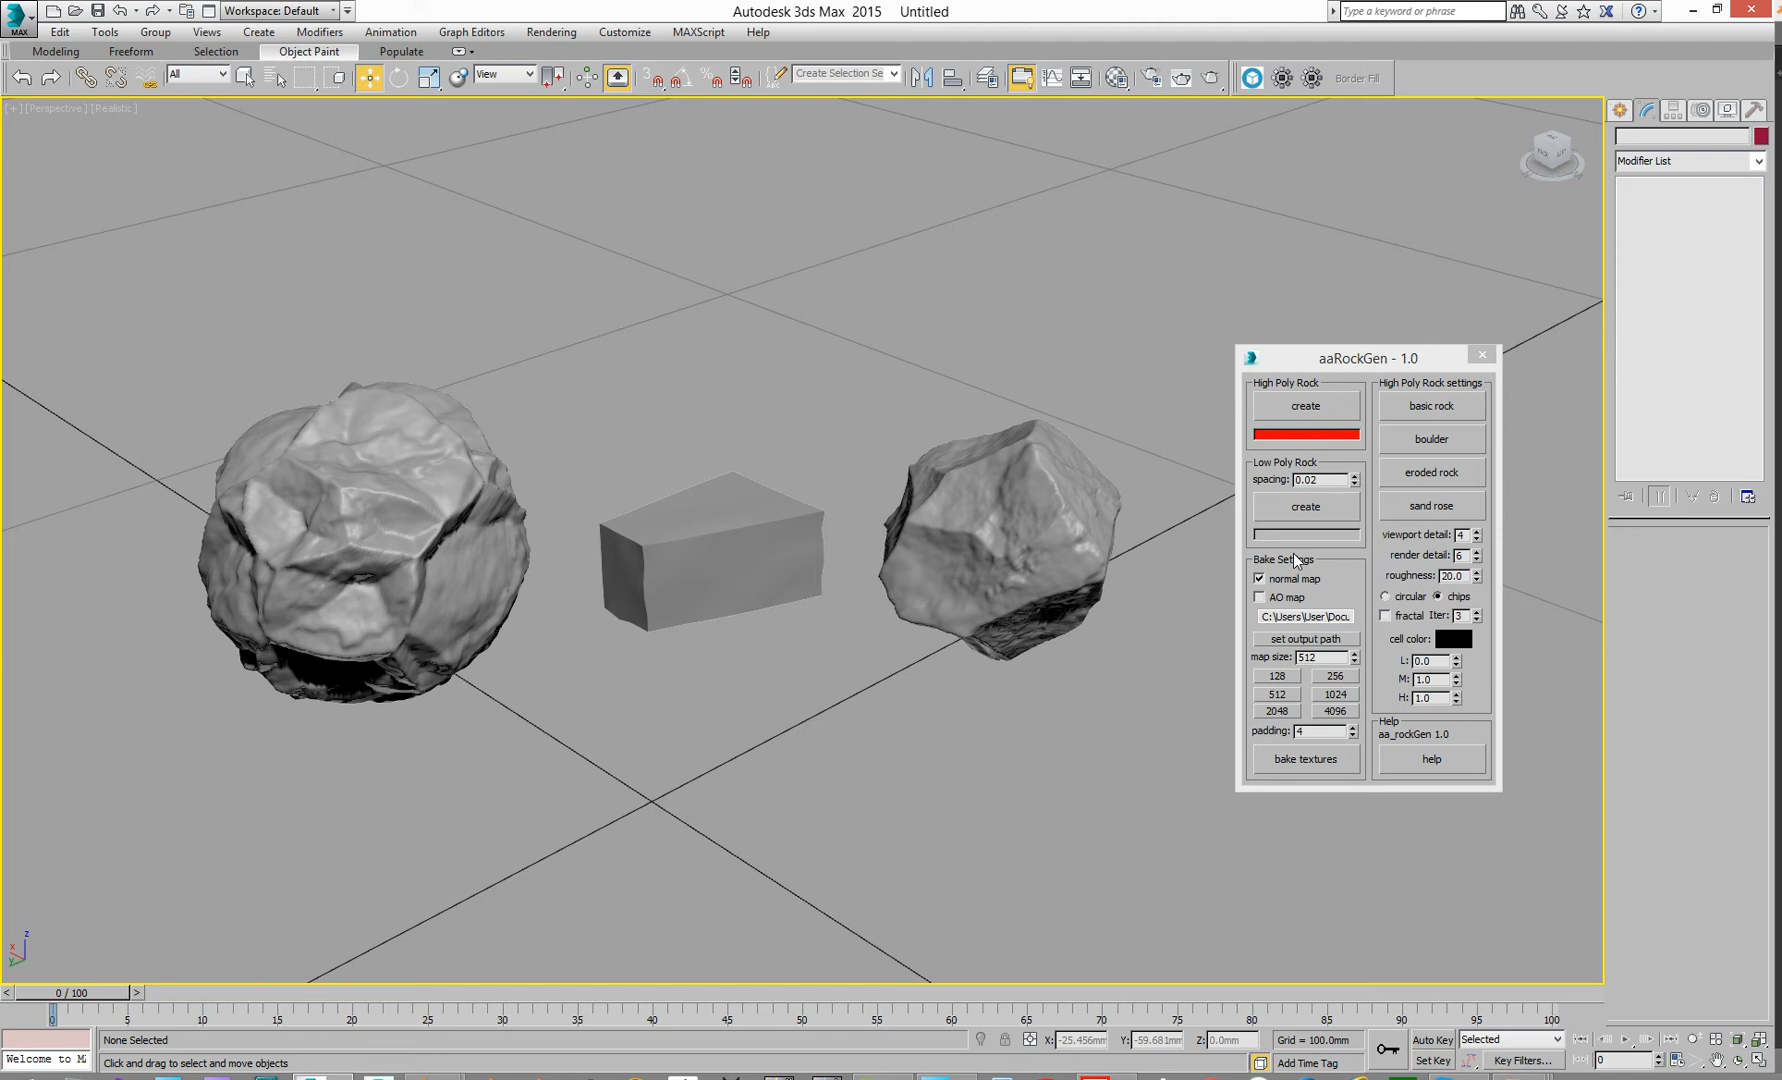 Workspace: Default
Autodesk 3ds Max 2015 Untitled
Type a keyword or phrase
MAX
Edit Tools Group Views Create Modifiers Animation Graph Editors Rendering Customize MAXScript Help
Modeling Freeform Selection Object Paint Populate
All
View
Create Selection Se
Border Fill
[+] [Perspective] [Realistic]
Modifier List
aaRockGen - 1.0
High Poly Rock
create
Low Poly Rock
spacing: 0.02
create
Bake Settings
normal map
AO map
C:\Users\User\Docu
set output path
map size: 512
128 256
512 1024
2048 4096
padding: 4
bake textures
High Poly Rock settings
basic rock
boulder
eroded rock
sand rose
viewport detail: 4
render detail: 6
roughness: 20.0
circular chips
fractal Iter: 3
cell color:
L: 0.0
M: 1.0
H: 1.0
Help
aa_rockGen 1.0
help
z
x
y
< 0 / 100 >
0 5 10 15 20 25 30 35 40 45 50 55 60 65 70 75 80 85 90 95 100
None Selected
X: -25.456mm Y: -59.681mm Z: 0.0mm Grid = 100.0mm
Auto Key Selected
Welcome to M
Click and drag to select and move objects
Add Time Tag
Set Key Key Filters...
0